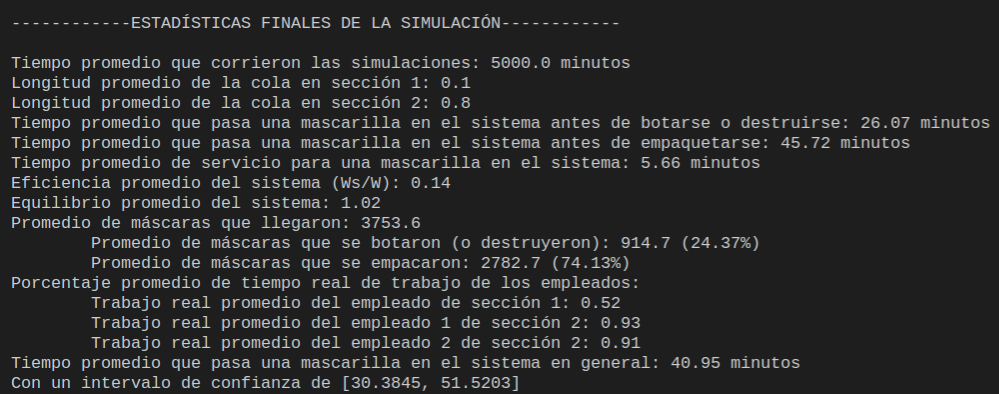 ------------ESTADÍSTICAS FINALES DE LA SIMULACIÓN------------
Tiempo promedio que corrieron las simulaciones: 5000.0 minutos
Longitud promedio de la cola en sección 1: 0.1
Longitud promedio de la cola en sección 2: 0.8
Tiempo promedio que pasa una mascarilla en el sistema antes de botarse o destruirse: 26.07 minutos
Tiempo promedio que pasa una mascarilla en el sistema antes de empaquetarse: 45.72 minutos
Tiempo promedio de servicio para una mascarilla en el sistema: 5.66 minutos
Eficiencia promedio del sistema (Ws/W): 0.14
Equilibrio promedio del sistema: 1.02
Promedio de máscaras que llegaron: 3753.6
Promedio de máscaras que se botaron (o destruyeron): 914.7 (24.37%)
Promedio de máscaras que se empacaron: 2782.7 (74.13%)
Porcentaje promedio de tiempo real de trabajo de los empleados:
Trabajo real promedio del empleado de sección 1: 0.52
Trabajo real promedio del empleado 1 de sección 2: 0.93
Trabajo real promedio del empleado 2 de sección 2: 0.91
Tiempo promedio que pasa una mascarilla en el sistema en general: 40.95 minutos
Con un intervalo de confianza de [30.3845, 51.5203]